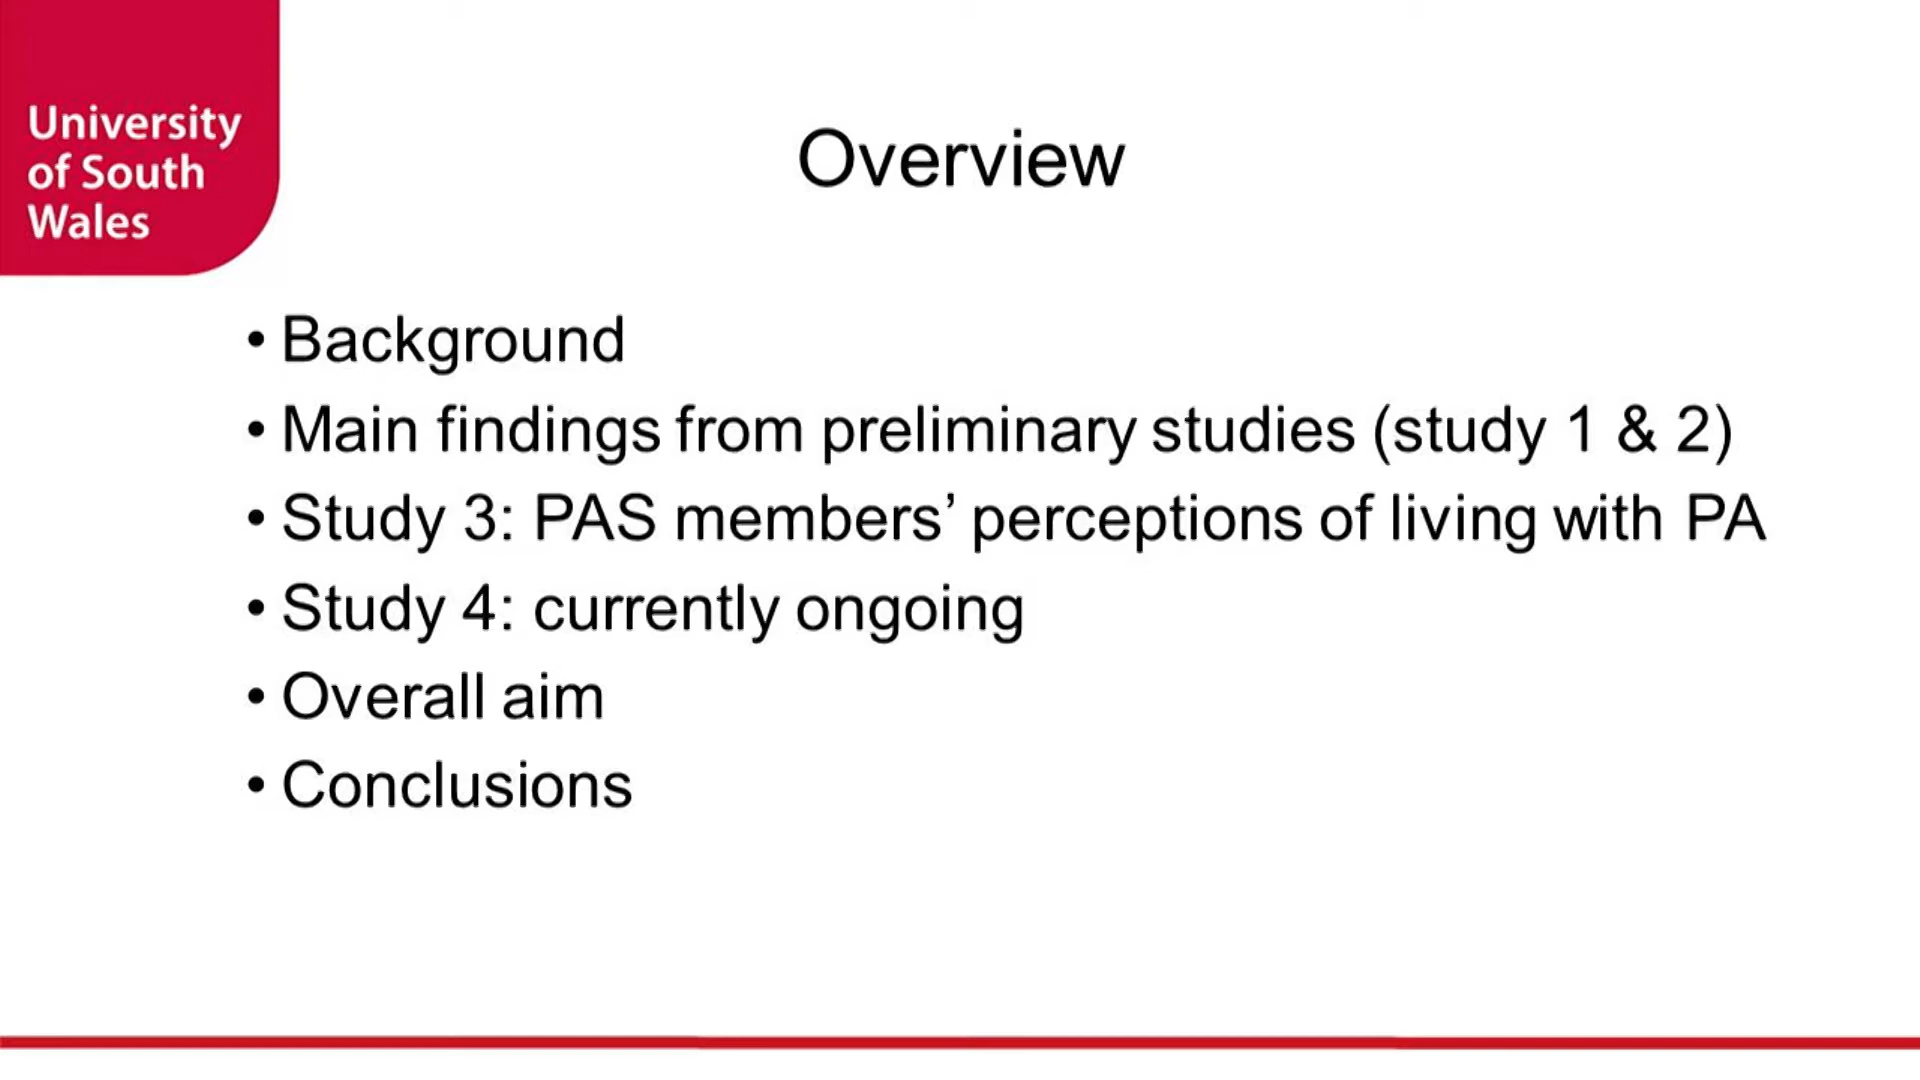 University
of South
Wales
Overview
• Background
• Main findings from preliminary studies (study 1 & 2)
• Study 3: PAS members’ perceptions of living with PA
• Study 4: currently ongoing
• Overall aim
• Conclusions